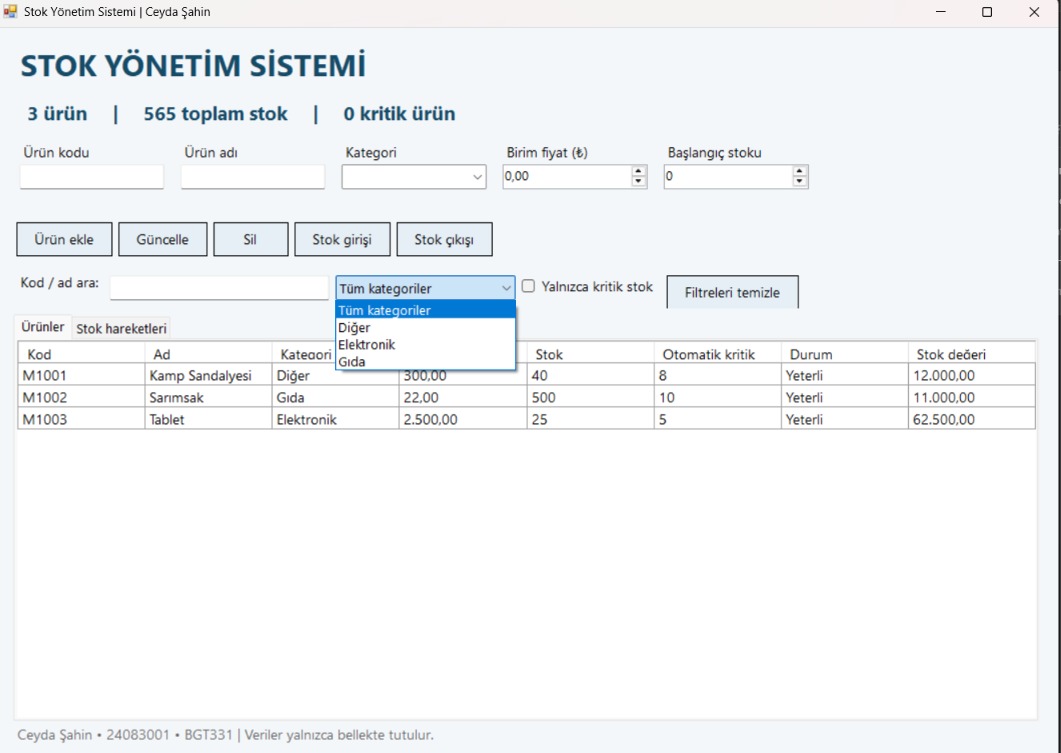 Stok Yönetim Sistemi | Ceyda Şahin
STOK YÖNETİM SİSTEMİ
3 ürün | 565 toplam stok | 0 kritik ürün
Ürün kodu Ürün adı Kategori Birim fiyat (₺) Başlangıç stoku
0,00 0
Ürün ekle Güncelle Sil Stok girişi Stok çıkışı
Kod / ad ara: Tüm kategoriler Yalnızca kritik stok Filtreleri temizle
Tüm kategoriler
Diğer
Elektronik
Gıda
Ürünler Stok hareketleri
Kod Ad Kategori Stok Otomatik kritik Durum Stok değeri
M1001 Kamp Sandalyesi Diğer 300,00 40 8 Yeterli 12.000,00
M1002 Sarımsak Gıda 22,00 500 10 Yeterli 11.000,00
M1003 Tablet Elektronik 2.500,00 25 5 Yeterli 62.500,00
Ceyda Şahin • 24083001 • BGT331 | Veriler yalnızca bellekte tutulur.